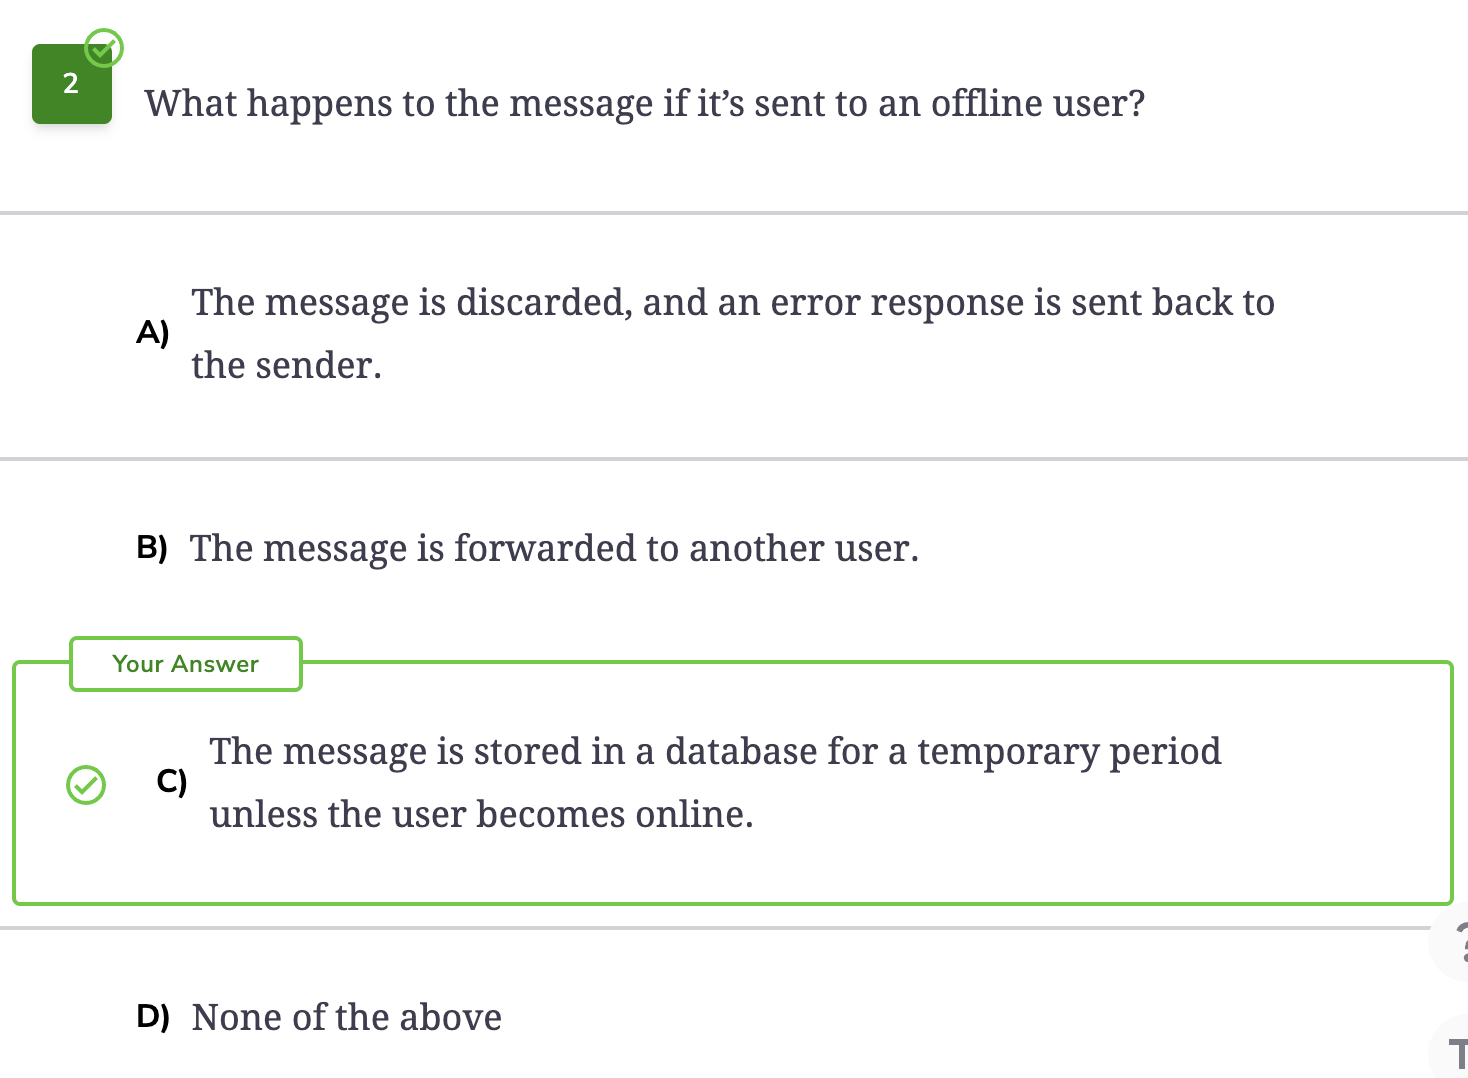 2
What happens to the message if it’s sent to an offline user?
A)
The message is discarded, and an error response is sent back to
the sender.
B) The message is forwarded to another user.
Your Answer
C)
The message is stored in a database for a temporary period
unless the user becomes online.
?
D) None of the above
T